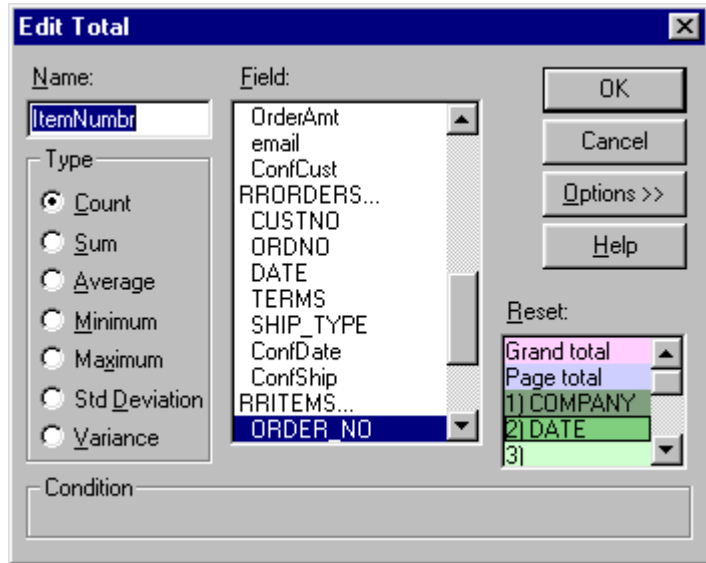 Edit Total
Name:
ItemNumbr
Type
Count
Sum
Average
Minimum
Maximum
Std Deviation
Variance
Field:
OrderAmt
email
ConfCust
RRORDERS...
CUSTNO
ORDNO
DATE
TERMS
SHIP_TYPE
ConfDate
ConfShip
RRITEMS...
ORDER_NO
OK
Cancel
Options >>
Help
Reset:
Grand total
Page total
1) COMPANY
2) DATE
3)
Condition